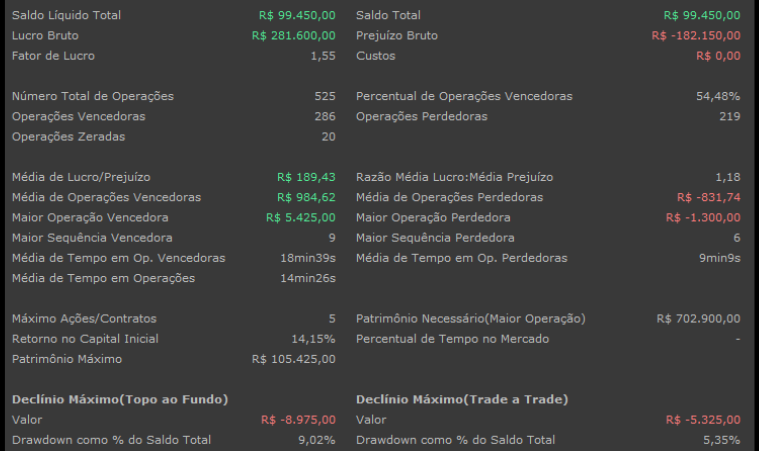 Saldo Líquido Total R$ 99.450,00 Saldo Total R$ 99.450,00
Lucro Bruto R$ 281.600,00 Prejuízo Bruto R$ -182.150,00
Fator de Lucro 1,55 Custos R$ 0,00
Número Total de Operações 525 Percentual de Operações Vencedoras 54,48%
Operações Vencedoras 286 Operações Perdedoras 219
Operações Zeradas 20
Média de Lucro/Prejuízo R$ 189,43 Razão Média Lucro:Média Prejuízo 1,18
Média de Operações Vencedoras R$ 984,62 Média de Operações Perdedoras R$ -831,74
Maior Operação Vencedora R$ 5.425,00 Maior Operação Perdedora R$ -1.300,00
Maior Sequência Vencedora 9 Maior Sequência Perdedora 6
Média de Tempo em Op. Vencedoras 18min39s Média de Tempo em Op. Perdedoras 9min9s
Média de Tempo em Operações 14min26s
Máximo Ações/Contratos 5 Patrimônio Necessário(Maior Operação) R$ 702.900,00
Retorno no Capital Inicial 14,15% Percentual de Tempo no Mercado -
Patrimônio Máximo R$ 105.425,00
Declínio Máximo(Topo ao Fundo) Declínio Máximo(Trade a Trade)
Valor R$ -8.975,00 Valor R$ -5.325,00
Drawdown como % do Saldo Total 9,02% Drawdown como % do Saldo Total 5,35%